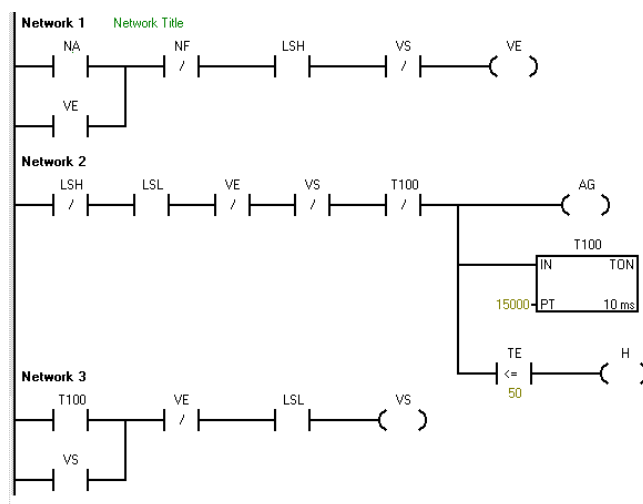 Network 1 Network Title
NA NF LSH VS VE
/ /
VE
Network 2
LSH LSL VE VS T100 AG
/ / / /
T100
IN TON
15000 PT 10 ms
TE H
<=
50
Network 3
T100 VE LSL VS
/
VS